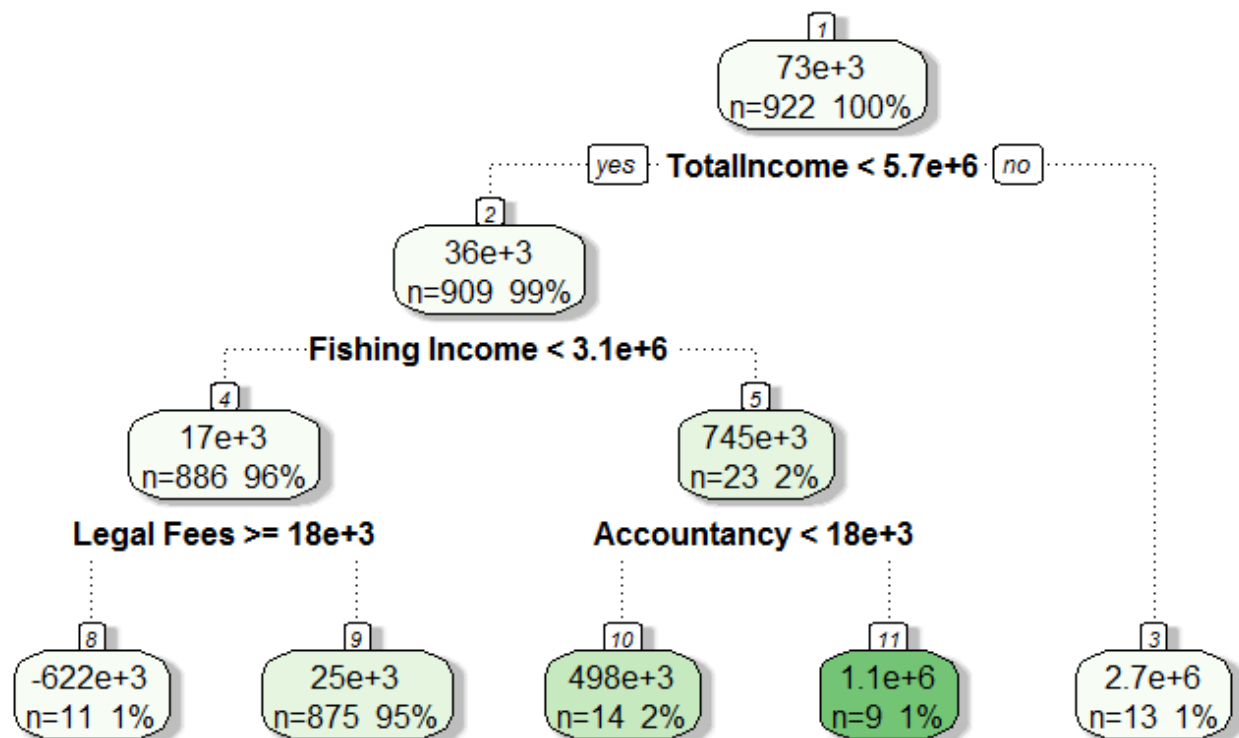 1
73e+3
n=922 100%
yes TotalIncome < 5.7e+6 no
2
36e+3
n=909 99%
Fishing Income < 3.1e+6
4
17e+3
n=886 96%
5
745e+3
n=23 2%
Legal Fees >= 18e+3
Accountancy < 18e+3
8
-622e+3
n=11 1%
9
25e+3
n=875 95%
10
498e+3
n=14 2%
11
1.1e+6
n=9 1%
3
2.7e+6
n=13 1%